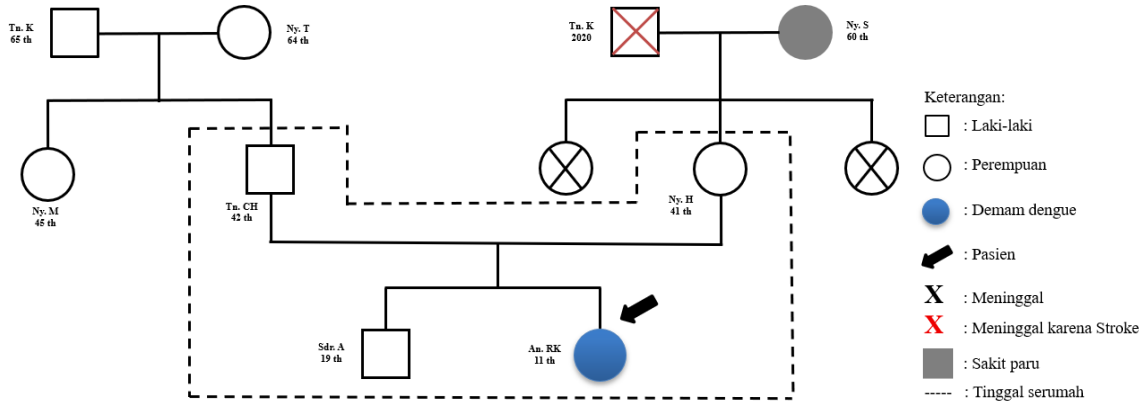 Tn. K
65 th
Ny. T
64 th
Tn. K
2020
Ny. S
60 th
Ny. M
45 th
Tn. CH
42 th
Ny. H
41 th
Sdr. A
19 th
An. RK
11 th
Keterangan:
: Laki-laki
: Perempuan
: Demam dengue
: Pasien
X : Meninggal
X : Meninggal karena Stroke
: Sakit paru
----- : Tinggal serumah